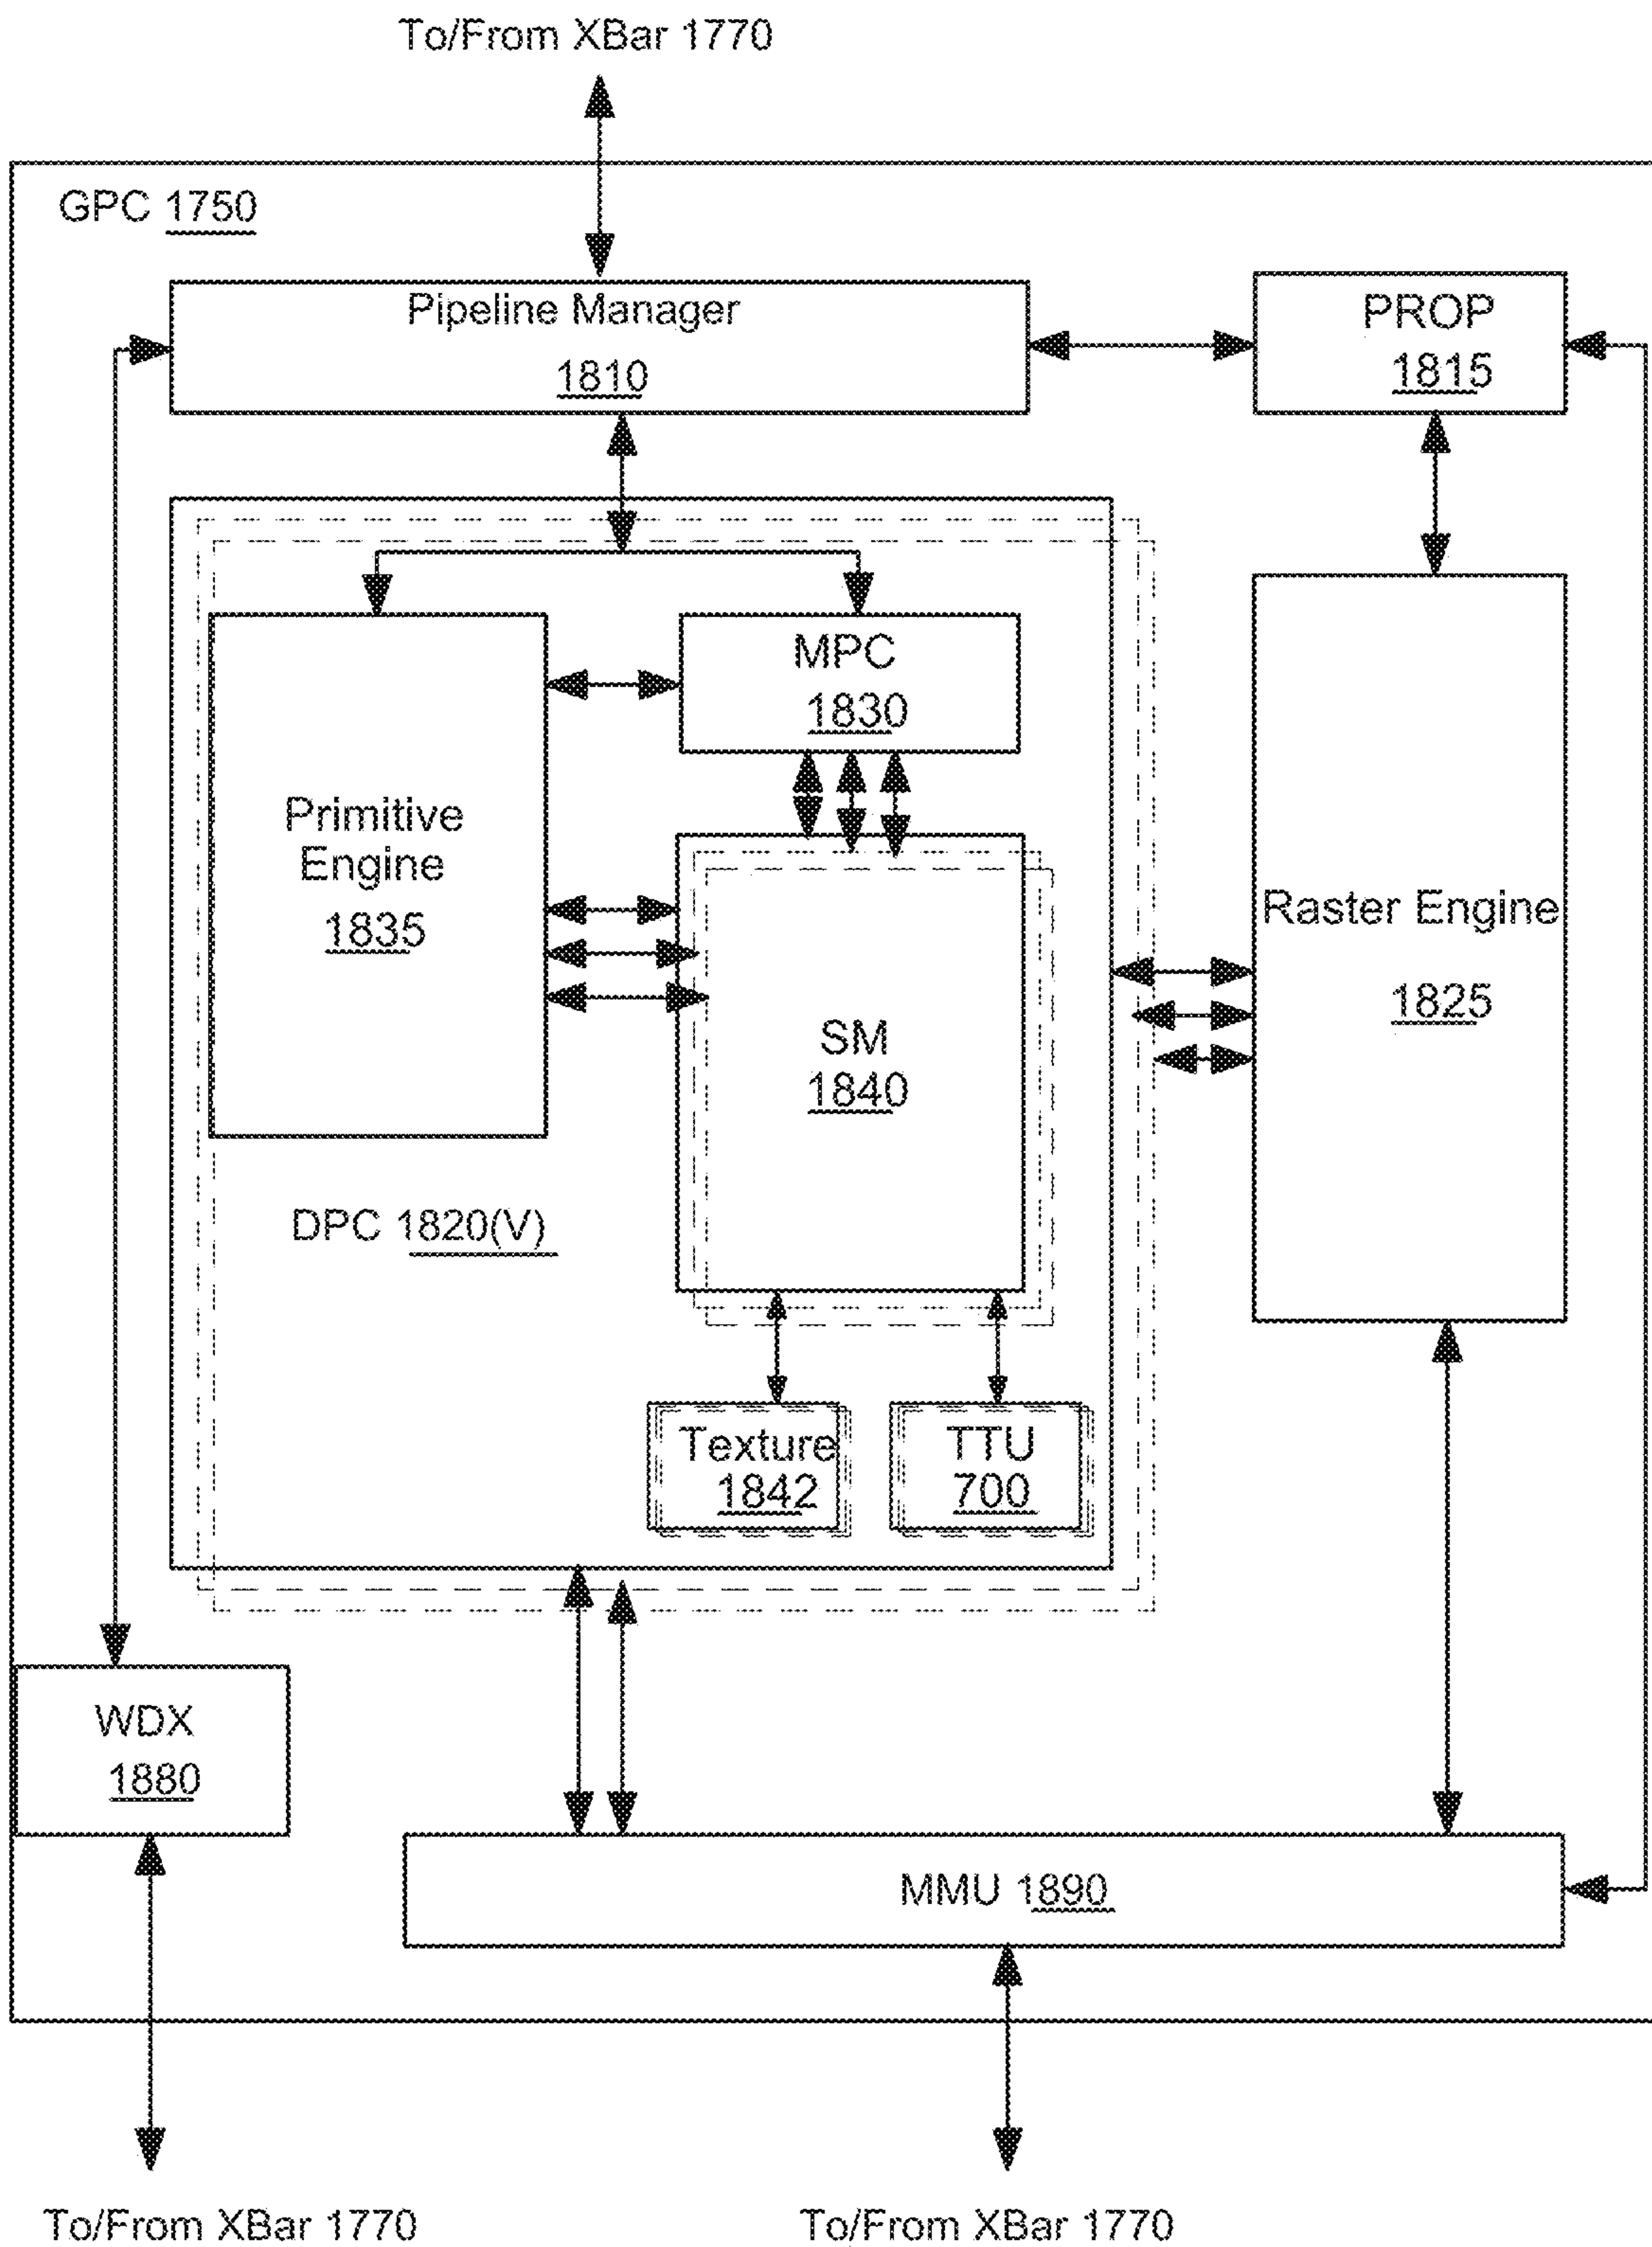 To/From XBar 1770
GPC 1750
Pipeline Manager
1810
PROP
1815
MPC
1830
Primitive
Engine
1835
Raster Engine
1825
SM
1840
DPC 1820(V)
Texture
1842
TTU
700
WDX
1880
MMU 1890
To/From XBar 1770
To/From XBar 1770